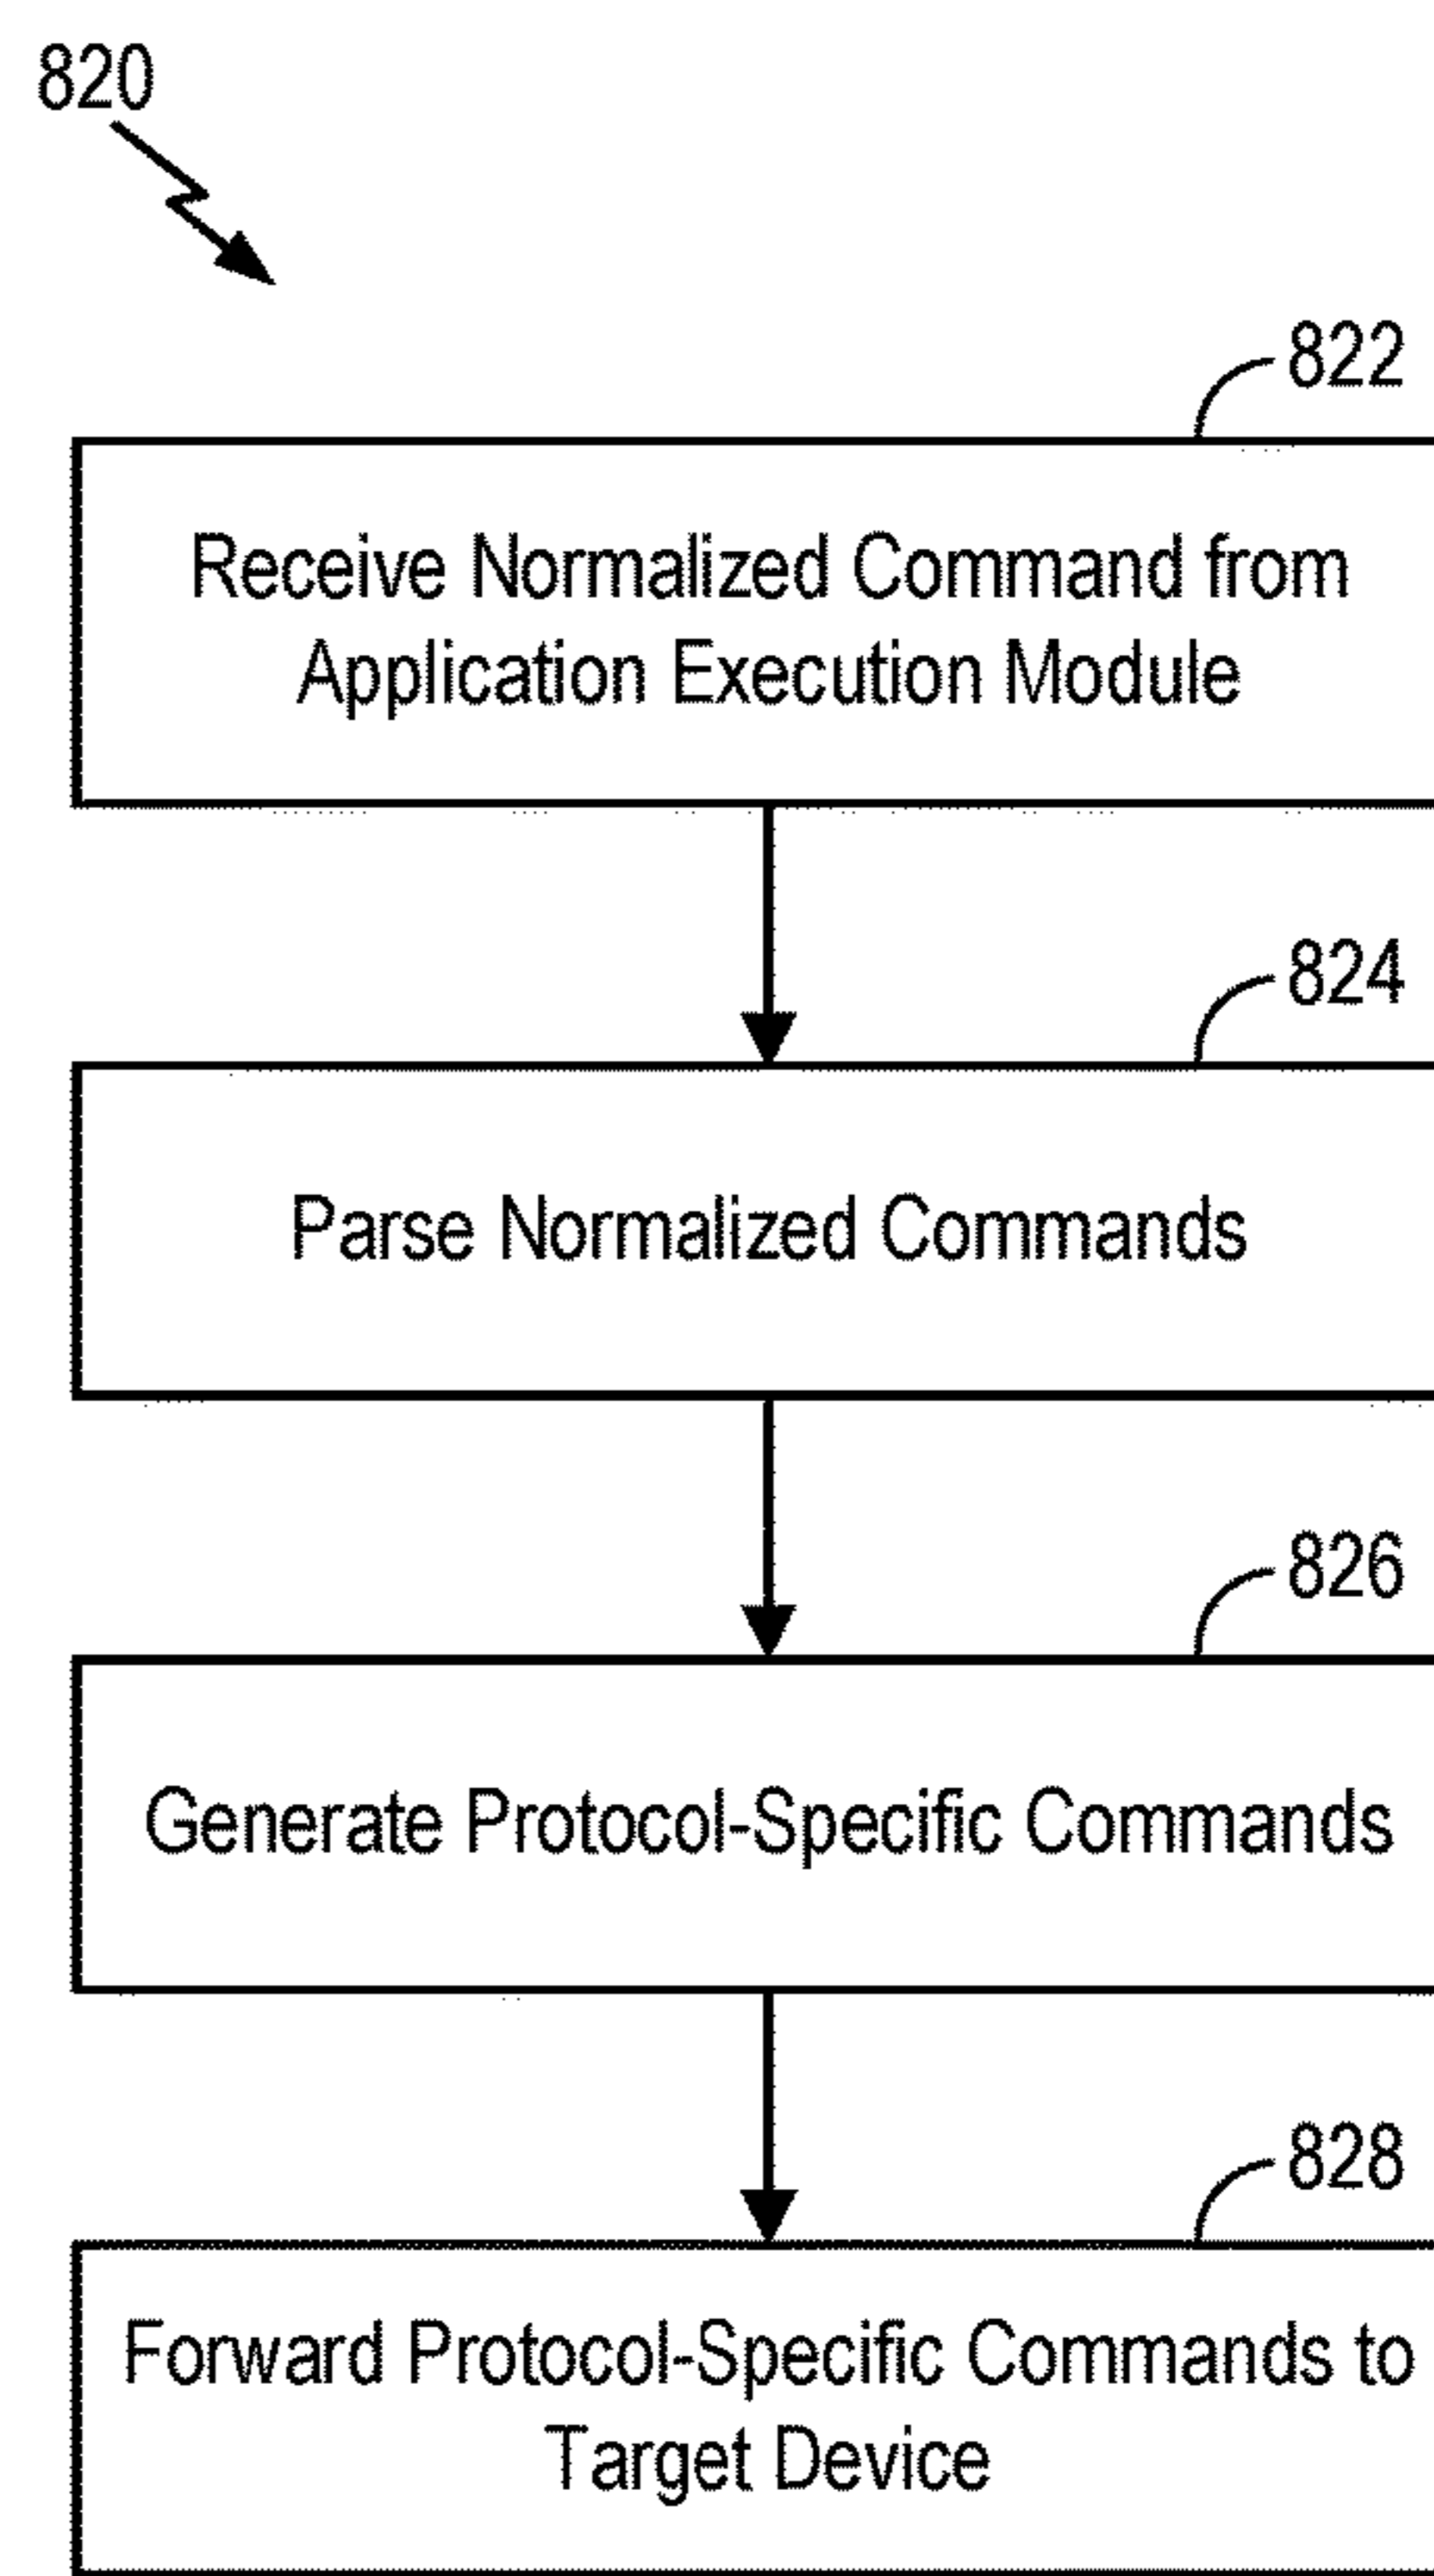 820
822
Receive Normalized Command from
Application Execution Module
824
Parse Normalized Commands
826
Generate Protocol-Specific Commands
828
Forward Protocol-Specific Commands to
Target Device